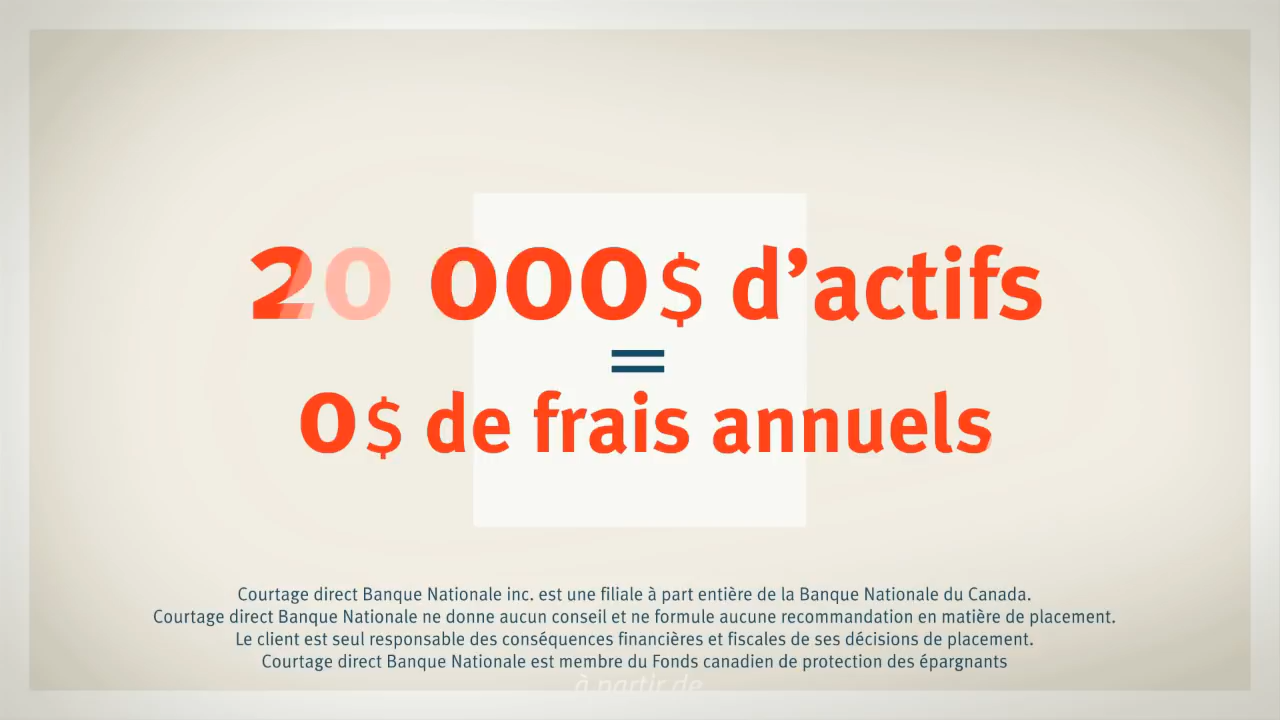 20 000$ d'actifs
=
0$ de frais annuels
Courtage direct Banque Nationale inc. est une filiale à part entière de la Banque Nationale du Canada.
Courtage direct Banque Nationale ne donne aucun conseil et ne formule aucune recommandation en matière de placement.
Le client est seul responsable des conséquences financières et fiscales de ses décisions de placement.
Courtage direct Banque Nationale est membre du Fonds canadien de protection des épargnants
à partir de